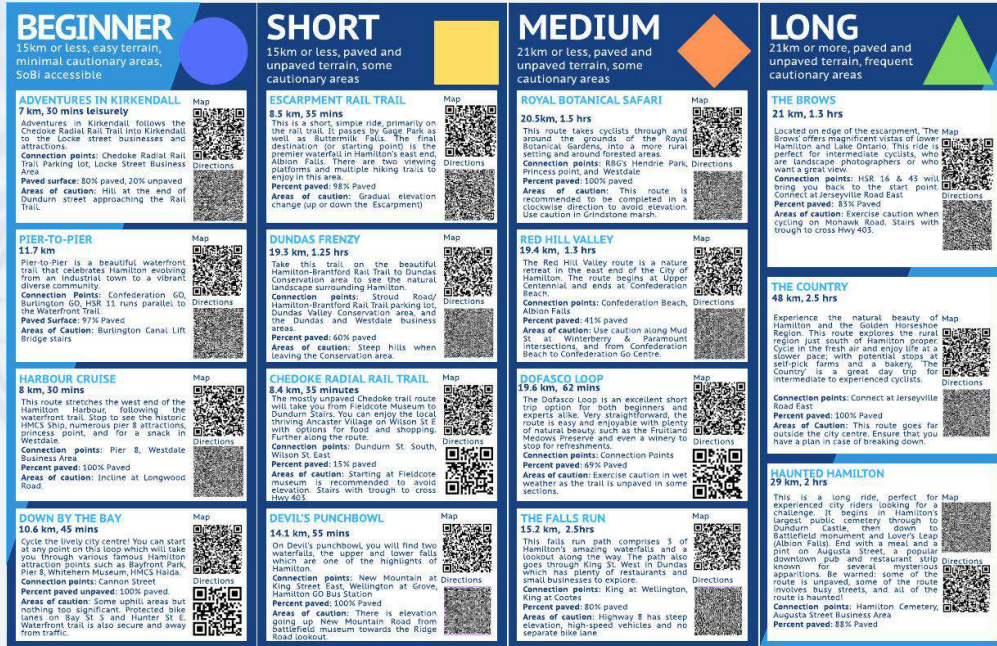 BEGINNER
15km or less, easy terrain,
minimal cautionary areas,
SoBi accessible
ADVENTURES IN KIRKENDALL
7 km, 30 mins leisurely
Adventures in Kirkendall follows the
Chedoke Radial Rail Trail into Kirkendall
to the Locke street businesses and
attractions.
Connection points: Chedoke Radial Rail
Trail Parking lot, Locke Street Business
Area
Paved surface: 80% paved, 20% unpaved
Areas of caution: Hill at the end of
Dundurn street approaching the Rail
Trail.
Map
Directions
PIER-TO-PIER
11.7 km
Pier-to-Pier is a beautiful waterfront
trail that celebrates Hamilton evolving
from an industrial town to a vibrant
diverse community.
Connection Points: Confederation GO,
Burlington GO, HSR 11 runs parallel to
the Waterfront Trail
Paved Surface: 97% Paved
Areas of Caution: Burlington Canal Lift
Bridge stairs
Map
Directions
HARBOUR CRUISE
8 km, 30 mins
This route stretches the west end of the
Hamilton Harbour, following the
waterfront trail. Stop to see the historic
HMCS Ship, numerous pier 8 attractions,
princess point, and for a snack in
Westdale.
Connection points: Pier 8, Westdale
Business Area
Percent paved: 100% Paved
Areas of caution: Incline at Longwood
Road.
Map
Directions
DOWN BY THE BAY
10.6 km, 45 mins
Cycle the lively city centre! You can start
at any point on this loop which will take
you through various famous Hamilton
attraction points such as Bayfront Park,
Pier 8, Whitehern Museum, HMCS Haida.
Connection points: Cannon Street
Percent paved unpaved: 100% paved.
Areas of caution: Some uphill areas but
nothing too significant. Protected bike
lanes on Bay St S and Hunter St E.
Waterfront trail is also secure and away
from traffic.
Map
Directions
SHORT
15km or less, paved and
unpaved terrain, some
cautionary areas
ESCARPMENT RAIL TRAIL
8.5 km, 35 mins
This is a short, simple ride, primarily on
the rail trail. It passes by Gage Park as
well as Buttermilk Falls. The final
destination (or starting point) is the
premier waterfall in Hamilton's east end,
Albion Falls. There are two viewing
platforms and multiple hiking trails to
enjoy in this area.
Percent paved: 98% Paved
Areas of caution: Gradual elevation
change (up or down the Escarpment)
Map
Directions
DUNDAS FRENZY
19.3 km, 1.25 hrs
Take this trail on the beautiful
Hamilton-Brantford Rail Trail to Dundas
Conservation area to see the natural
landscape surrounding Hamilton.
Connection points: Stroud Road/
Hamilton-Brantford Rail Trail parking lot,
Dundas Valley Conservation area, and
the Dundas and Westdale business
areas.
Percent paved: 60% paved
Areas of caution: Steep hills when
leaving the Conservation area.
Map
Directions
CHEDOKE RADIAL RAIL TRAIL
8.4 km, 35 minutes
The mostly unpaved Chedoke trail route
will take you from Fieldcote Museum to
Dundurn Stairs. You can enjoy the local
thriving Ancaster Village on Wilson St E
with options for food and shopping.
Further along the route.
Connection points: Dundurn St. South,
Wilson St. East
Percent paved: 15% paved
Areas of caution: Starting at Fieldcote
museum is recommended to avoid
elevation. Stairs with trough to cross
Hwy 403.
Map
Directions
DEVIL'S PUNCHBOWL
14.1 km, 55 mins
On Devil's punchbowl, you will find two
waterfalls, the upper and lower falls
which are one of the highlights of
Hamilton.
Connection points: New Mountain at
King Street East, Wellington at Grove,
Hamilton GO Bus Station
Percent paved: 100% Paved
Areas of caution: There is elevation
going up New Mountain Road from
battlefield museum towards the Ridge
Road lookout.
Map
Directions
MEDIUM
21km or less, paved and
unpaved terrain, some
cautionary areas
ROYAL BOTANICAL SAFARI
20.5km, 1.5 hrs
This route takes cyclists through and
around the grounds of the Royal
Botanical Gardens, into a more rural
setting and around forested areas.
Connection points: RBG's Hendrie Park,
Princess point, and Westdale
Percent paved: 100% paved
Areas of caution: This route is
recommended to be completed in a
clockwise direction to avoid elevation.
Use caution in Grindstone marsh.
Map
Directions
RED HILL VALLEY
19.4 km, 1.3 hrs
The Red Hill Valley route is a nature
retreat in the east end of the City of
Hamilton. The route begins at Upper
Centennial and ends at Confederation
Beach.
Connection points: Confederation Beach,
Albion Falls
Percent paved: 41% paved
Areas of caution: Use caution along Mud
St at Winterberry & Paramount
intersections, and from Confederation
Beach to Confederation Go Centre.
Map
Directions
DOFASCO LOOP
19.6 km, 62 mins
The Dofasco Loop is an excellent short
trip option for both beginners and
experts alike. Very straightforward, the
route is easy and enjoyable with plenty
of natural beauty, such as the Fruitland
Medows Preserve and even a winery to
stop for refreshments.
Connection points: Connection Points
Percent paved: 69% Paved
Areas of caution: Exercise caution in wet
weather as the trail is unpaved in some
sections.
Map
Directions
THE FALLS RUN
15.2 km, 2.5hrs
This falls run path comprises 3 of
Hamilton's amazing waterfalls and a
lookout along the way. The path also
goes through King St. West in Dundas
which has plenty of restaurants and
small businesses to explore.
Connection points: King at Wellington,
King at Cootes
Percent paved: 80% paved
Areas of caution: Highway 8 has steep
elevation, high-speed vehicles and no
separate bike lane
Map
Directions
LONG
21km or more, paved and
unpaved terrain, frequent
cautionary areas
THE BROWS
21 km, 1.3 hrs
Located on edge of the escarpment, 'The
Brows' offers magnificent vistas of lower
Hamilton and Lake Ontario. This ride is
perfect for intermediate cyclists, who
are landscape photographers or who
want a great view.
Connection points: HSR 16 & 43 will
bring you back to the start point.
Connect at Jerseyville Road East
Percent paved: 83% Paved
Areas of caution: Exercise caution when
cycling on Mohawk Road. Stairs with
trough to cross Hwy 403.
Map
Directions
THE COUNTRY
48 km, 2.5 hrs
Experience the natural beauty of
Hamilton and the Golden Horseshoe
Region. This route explores the rural
region just south of Hamilton proper.
Cycle in the fresh air and enjoy life at a
slower pace; with potential stops at
self-pick farms and a bakery, 'The
Country' is a great day trip for
intermediate to experienced cyclists.
Connection points: Connect at Jerseyville
Road East
Percent paved: 100% Paved
Areas of Caution: This route goes far
outside the city centre. Ensure that you
have a plan in case of breaking down.
Map
Directions
HAUNTED HAMILTON
29 km, 2 hrs
This is a long ride, perfect for
experienced city riders looking for a
challenge. It begins in Hamilton's
largest public cemetery through to
Dundurn Castle, then down to
Battlefield monument and Lover's Leap
(Albion Falls). End with a meal and a
pint on Augusta Street, a popular
downtown pub and restaurant strip
known for several mysterious
apparitions. Be warned: some of the
route is unpaved, some of the route
involves busy streets, and all of the
route is haunted!
Connection points: Hamilton Cemetery,
Augusta Street Business Area
Percent paved: 88% Paved
Map
Directions